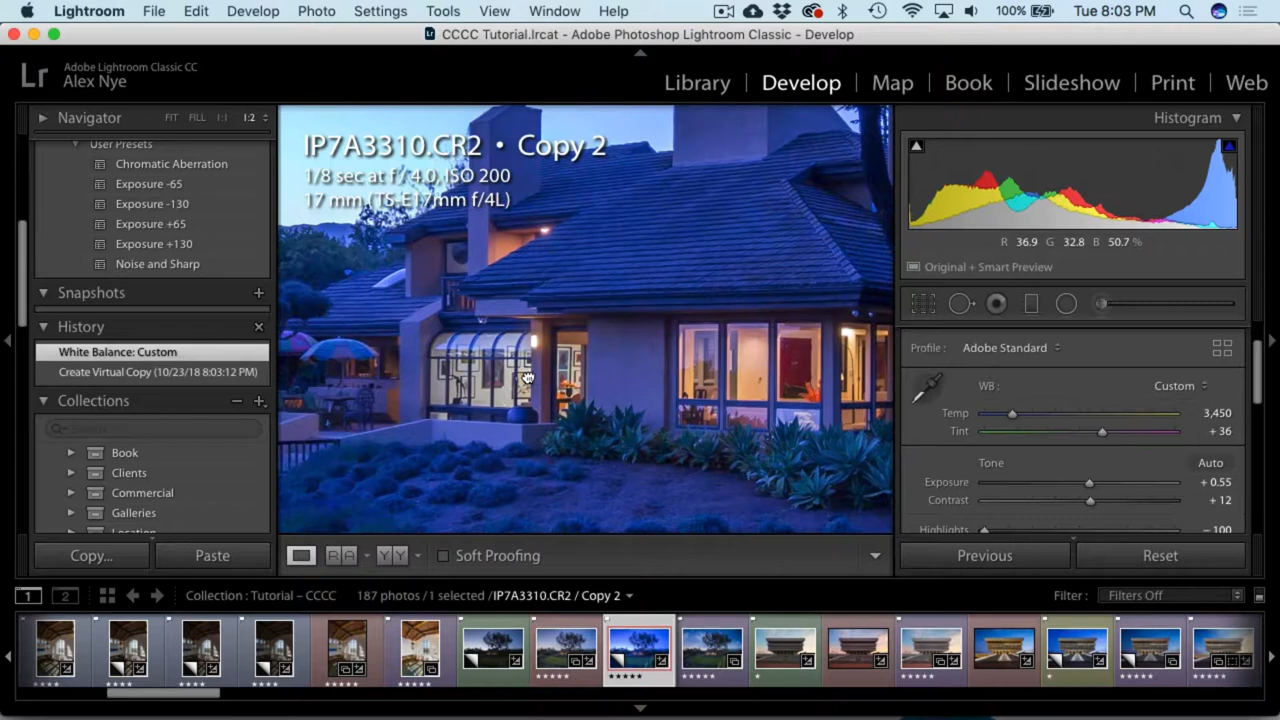 Lightroom File Edit Develop Photo Settings Tools View Window Help 100% Tue 8:03 PM
Lr CCCC Tutorial.lrcat - Adobe Photoshop Lightroom Classic - Develop
Lr Adobe Lightroom Classic CC
Alex Nye
Library | Develop | Map | Book | Slideshow | Print | Web
Navigator FIT FILL 1:1 1:2
User Presets
Chromatic Aberration
Exposure -65
Exposure -130
Exposure +65
Exposure +130
Noise and Sharp
Snapshots +
History
White Balance: Custom
Create Virtual Copy (10/23/18 8:03:12 PM)
Collections
Book
Clients
Commercial
Galleries
Location
Copy... Paste
IP7A3310.CR2 • Copy 2
1/8 sec at f / 4.0, ISO 200
17 mm (TS-E17mm f/4L)
R A Y Y Soft Proofing
Histogram
R 36.9 G 32.8 B 50.7 %
Original + Smart Preview
Profile : Adobe Standard
WB : Custom
Temp 3,450
Tint + 36
Tone Auto
Exposure + 0.55
Contrast + 12
Highlights - 100
Previous Reset
1 2 Collection : Tutorial – CCCC 187 photos / 1 selected / IP7A3310.CR2 / Copy 2 Filter : Filters Off